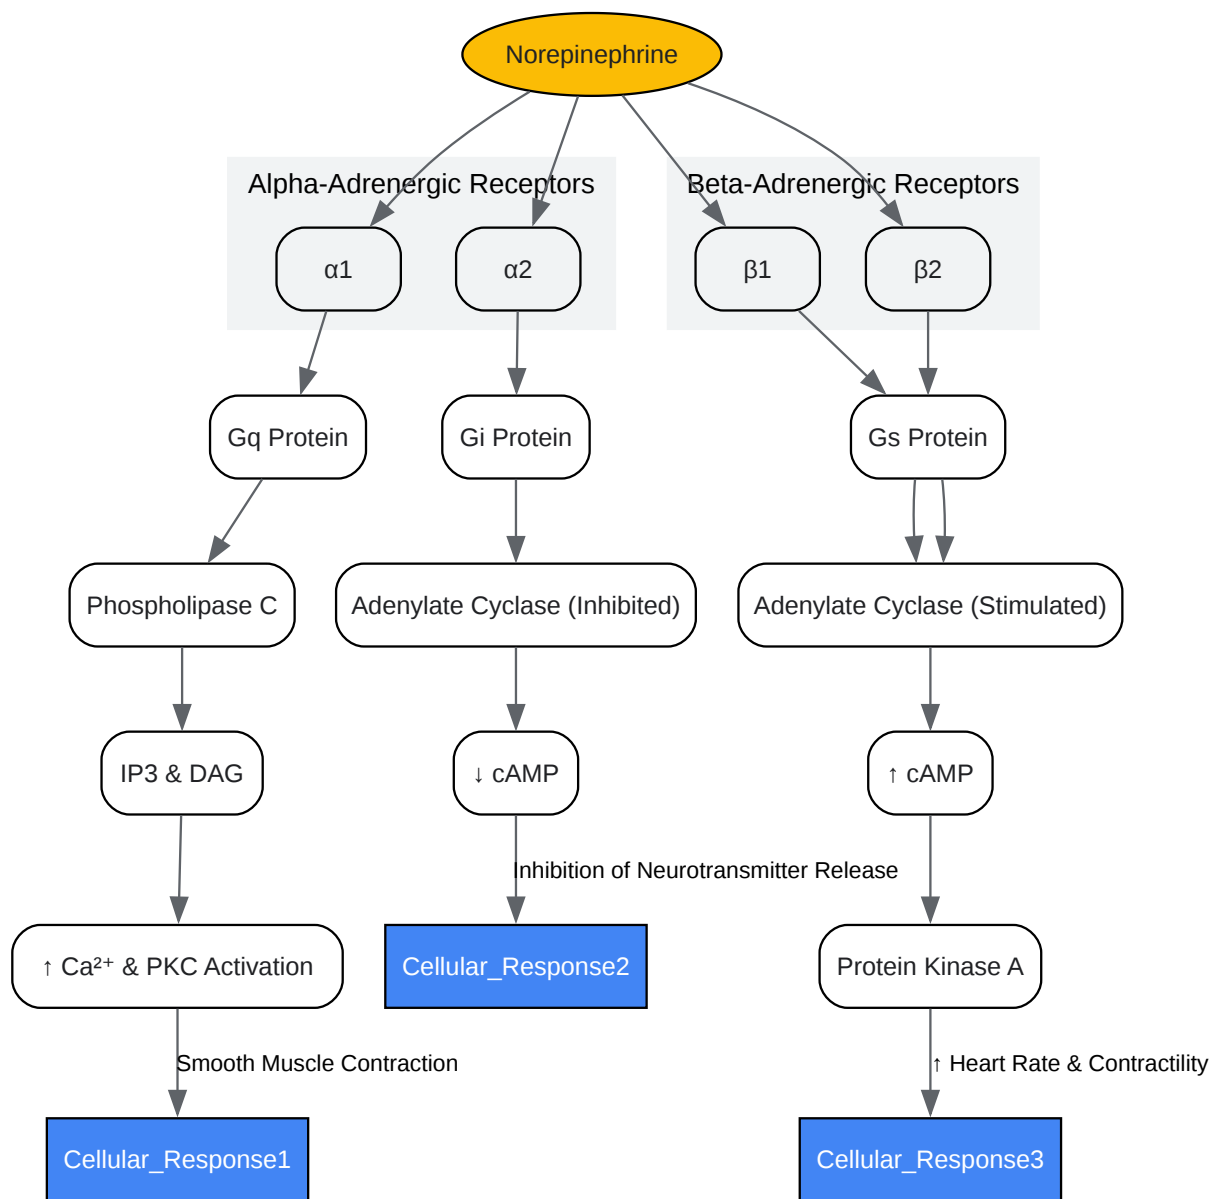 Norepinephrine
Alpha-Adrenergic Receptors
Beta-Adrenergic Receptors
α1
α2
β1
β2
Gq Protein
Gi Protein
Gs Protein
Phospholipase C
Adenylate Cyclase (Inhibited)
Adenylate Cyclase (Stimulated)
IP3 & DAG
↓ cAMP
↑ cAMP
Inhibition of Neurotransmitter Release
↑ Ca²⁺ & PKC Activation
Cellular_Response2
Protein Kinase A
Smooth Muscle Contraction
↑ Heart Rate & Contractility
Cellular_Response1
Cellular_Response3